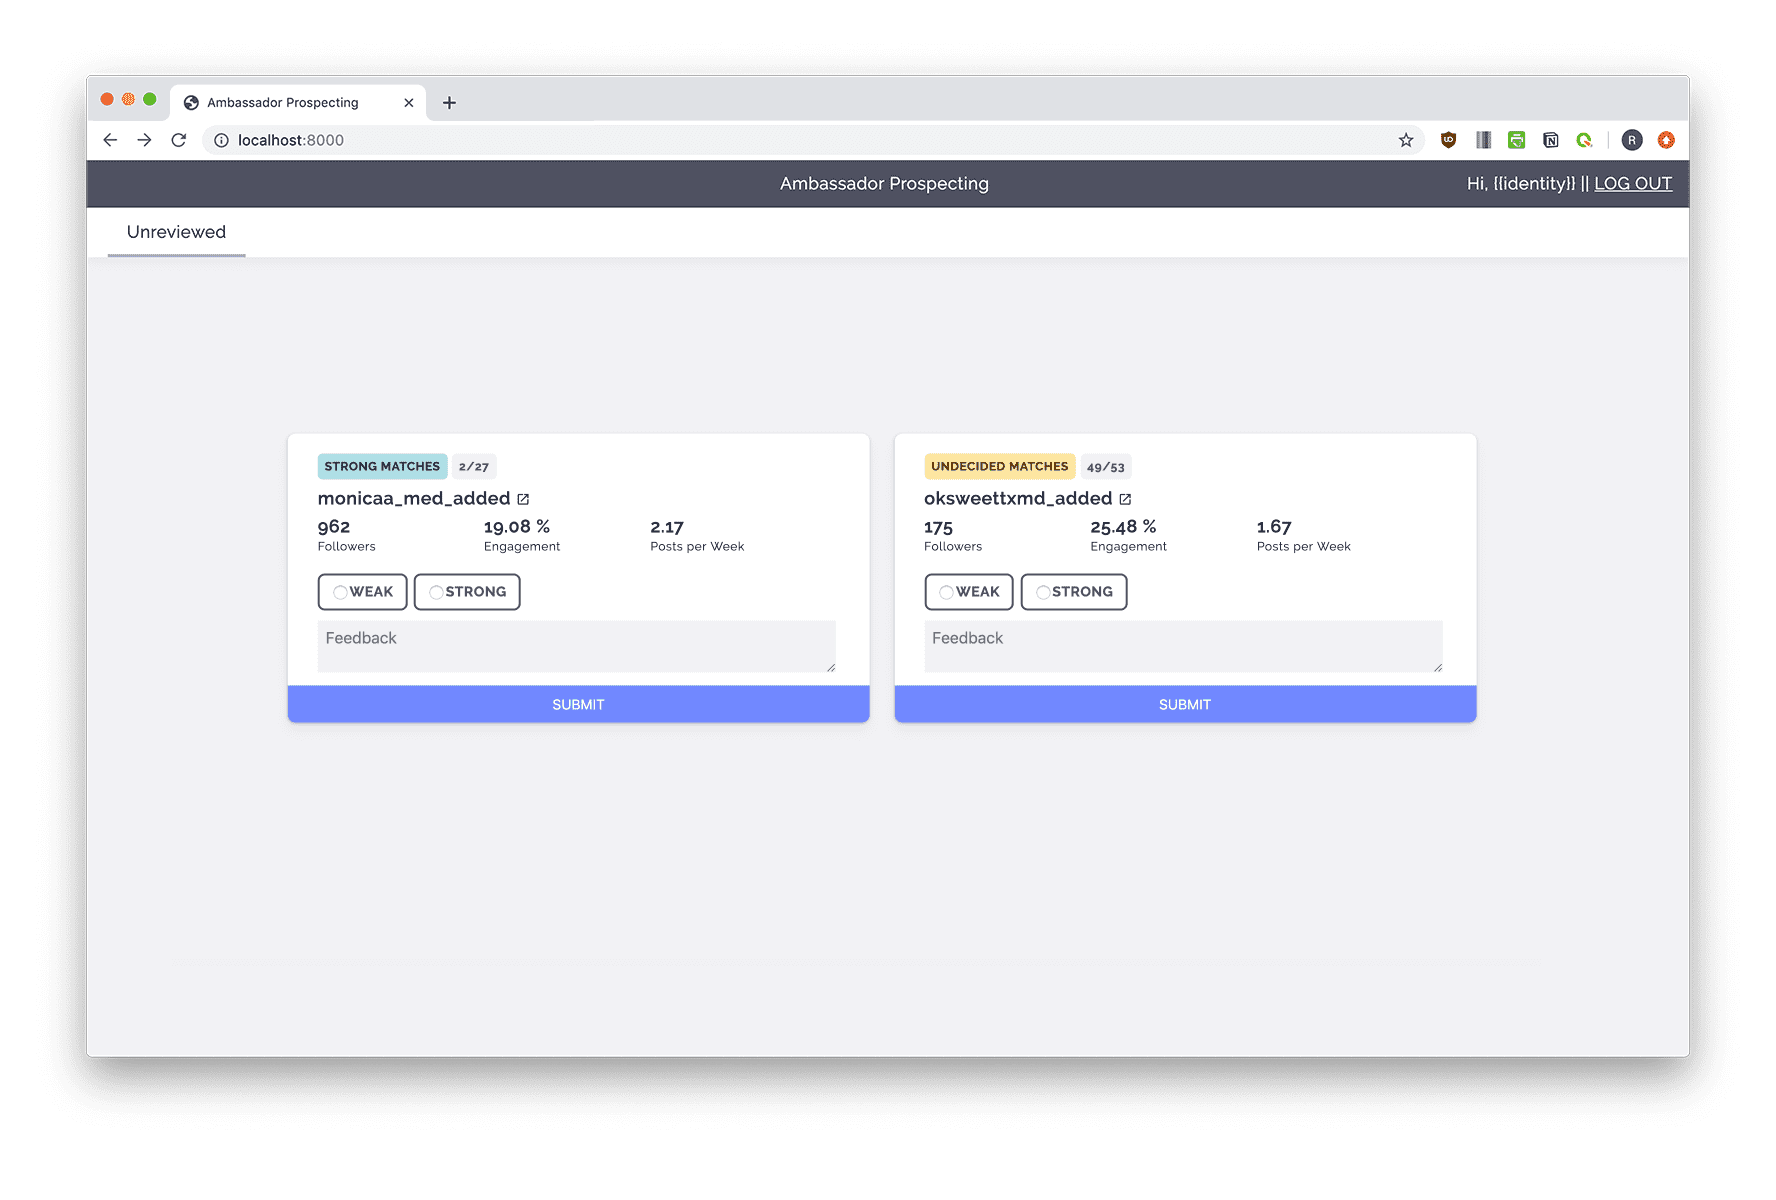 Ambassador Prospecting
localhost:8000
R
Ambassador Prospecting
Hi, {{identity}} || LOG OUT
Unreviewed
STRONG MATCHES 2/27
monicaa_med_added
962 19.08 % 2.17
Followers Engagement Posts per Week
WEAK STRONG
Feedback
SUBMIT
UNDECIDED MATCHES 49/53
oksweettxmd_added
175 25.48 % 1.67
Followers Engagement Posts per Week
WEAK STRONG
Feedback
SUBMIT